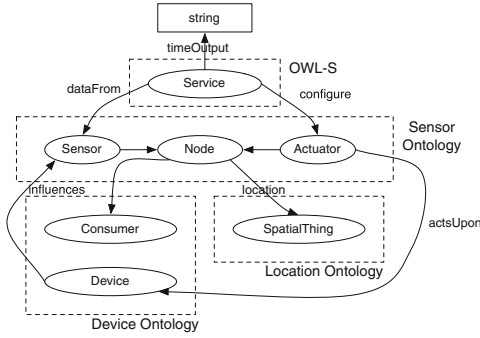 string
timeOutput
OWL-S
Service
dataFrom
configure
Sensor
Ontology
Sensor
Node
Actuator
influences
location
Consumer
SpatialThing
actsUpon
Location Ontology
Device
Device Ontology